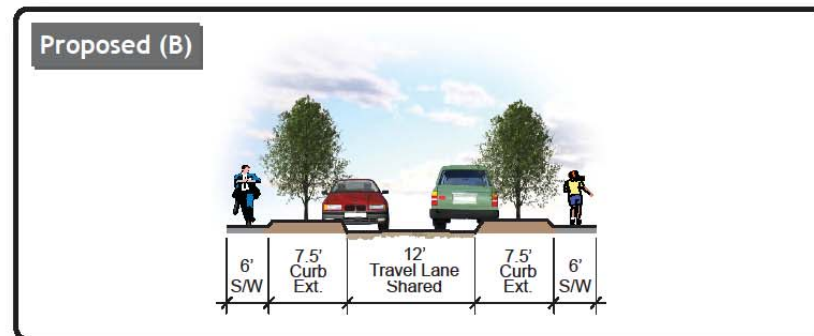 Proposed (B)
6'
S/W
7.5'
Curb
Ext.
12'
Travel Lane
Shared
7.5'
Curb
Ext.
6'
S/W